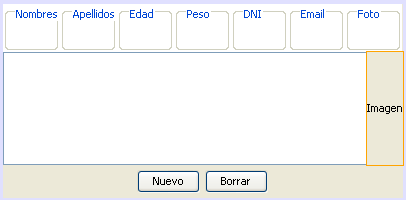 Nombres Apellidos Edad Peso DNI Email Foto
Imagen
Nuevo Borrar